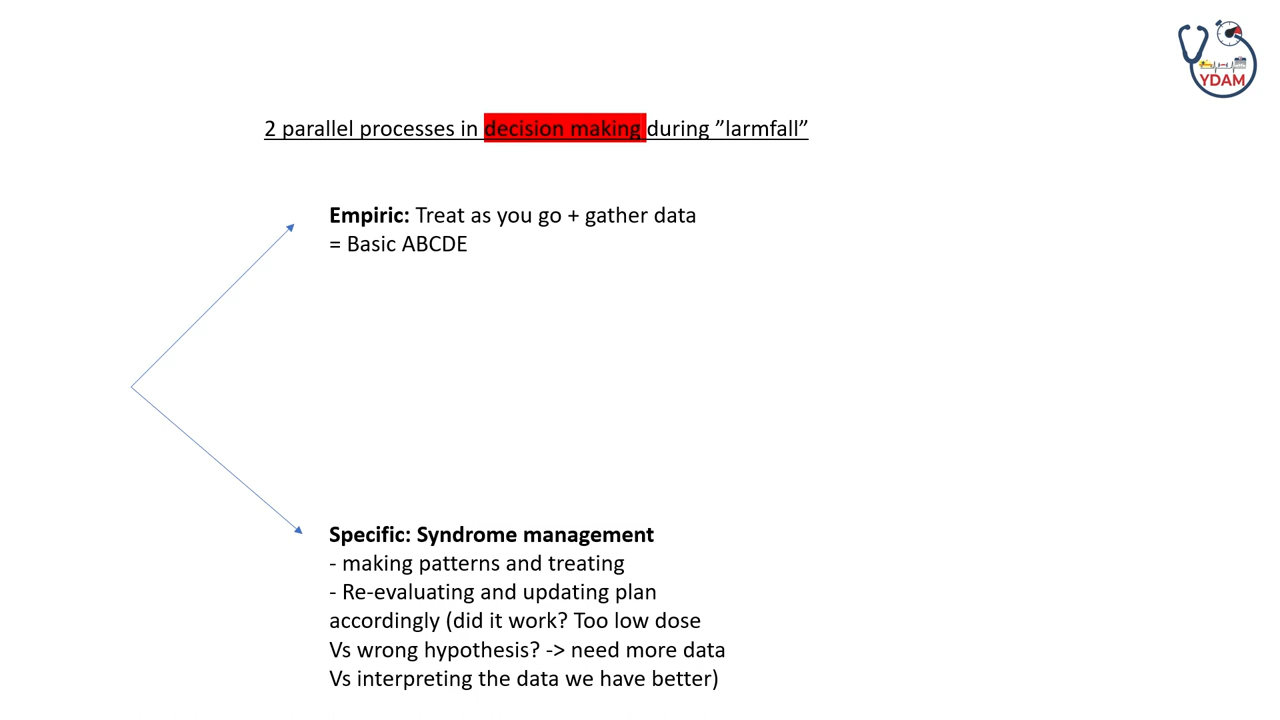 YDAM
2 parallel processes in decision making during ”larmfall”
Empiric: Treat as you go + gather data
= Basic ABCDE
Specific: Syndrome management
- making patterns and treating
- Re-evaluating and updating plan
accordingly (did it work? Too low dose
Vs wrong hypothesis? -> need more data
Vs interpreting the data we have better)